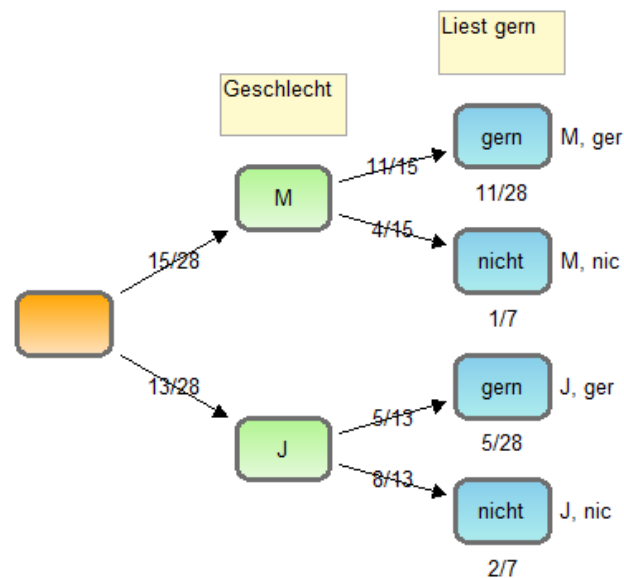 Liest gern
Geschlecht
gern
M, ger
11/15
11/28
M
4/15
nicht
M, nic
15/28
1/7
13/28
gern
J, ger
5/13
5/28
J
8/13
nicht
J, nic
2/7